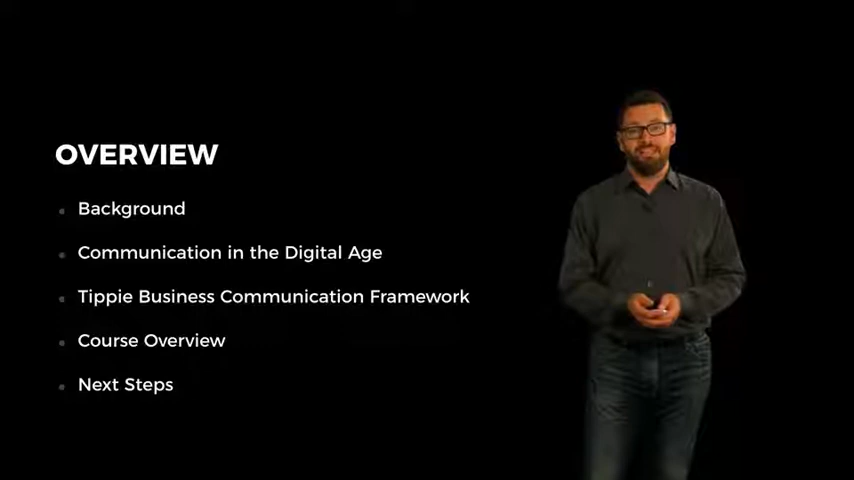 OVERVIEW
Background
Communication in the Digital Age
Tippie Business Communication Framework
Course Overview
Next Steps